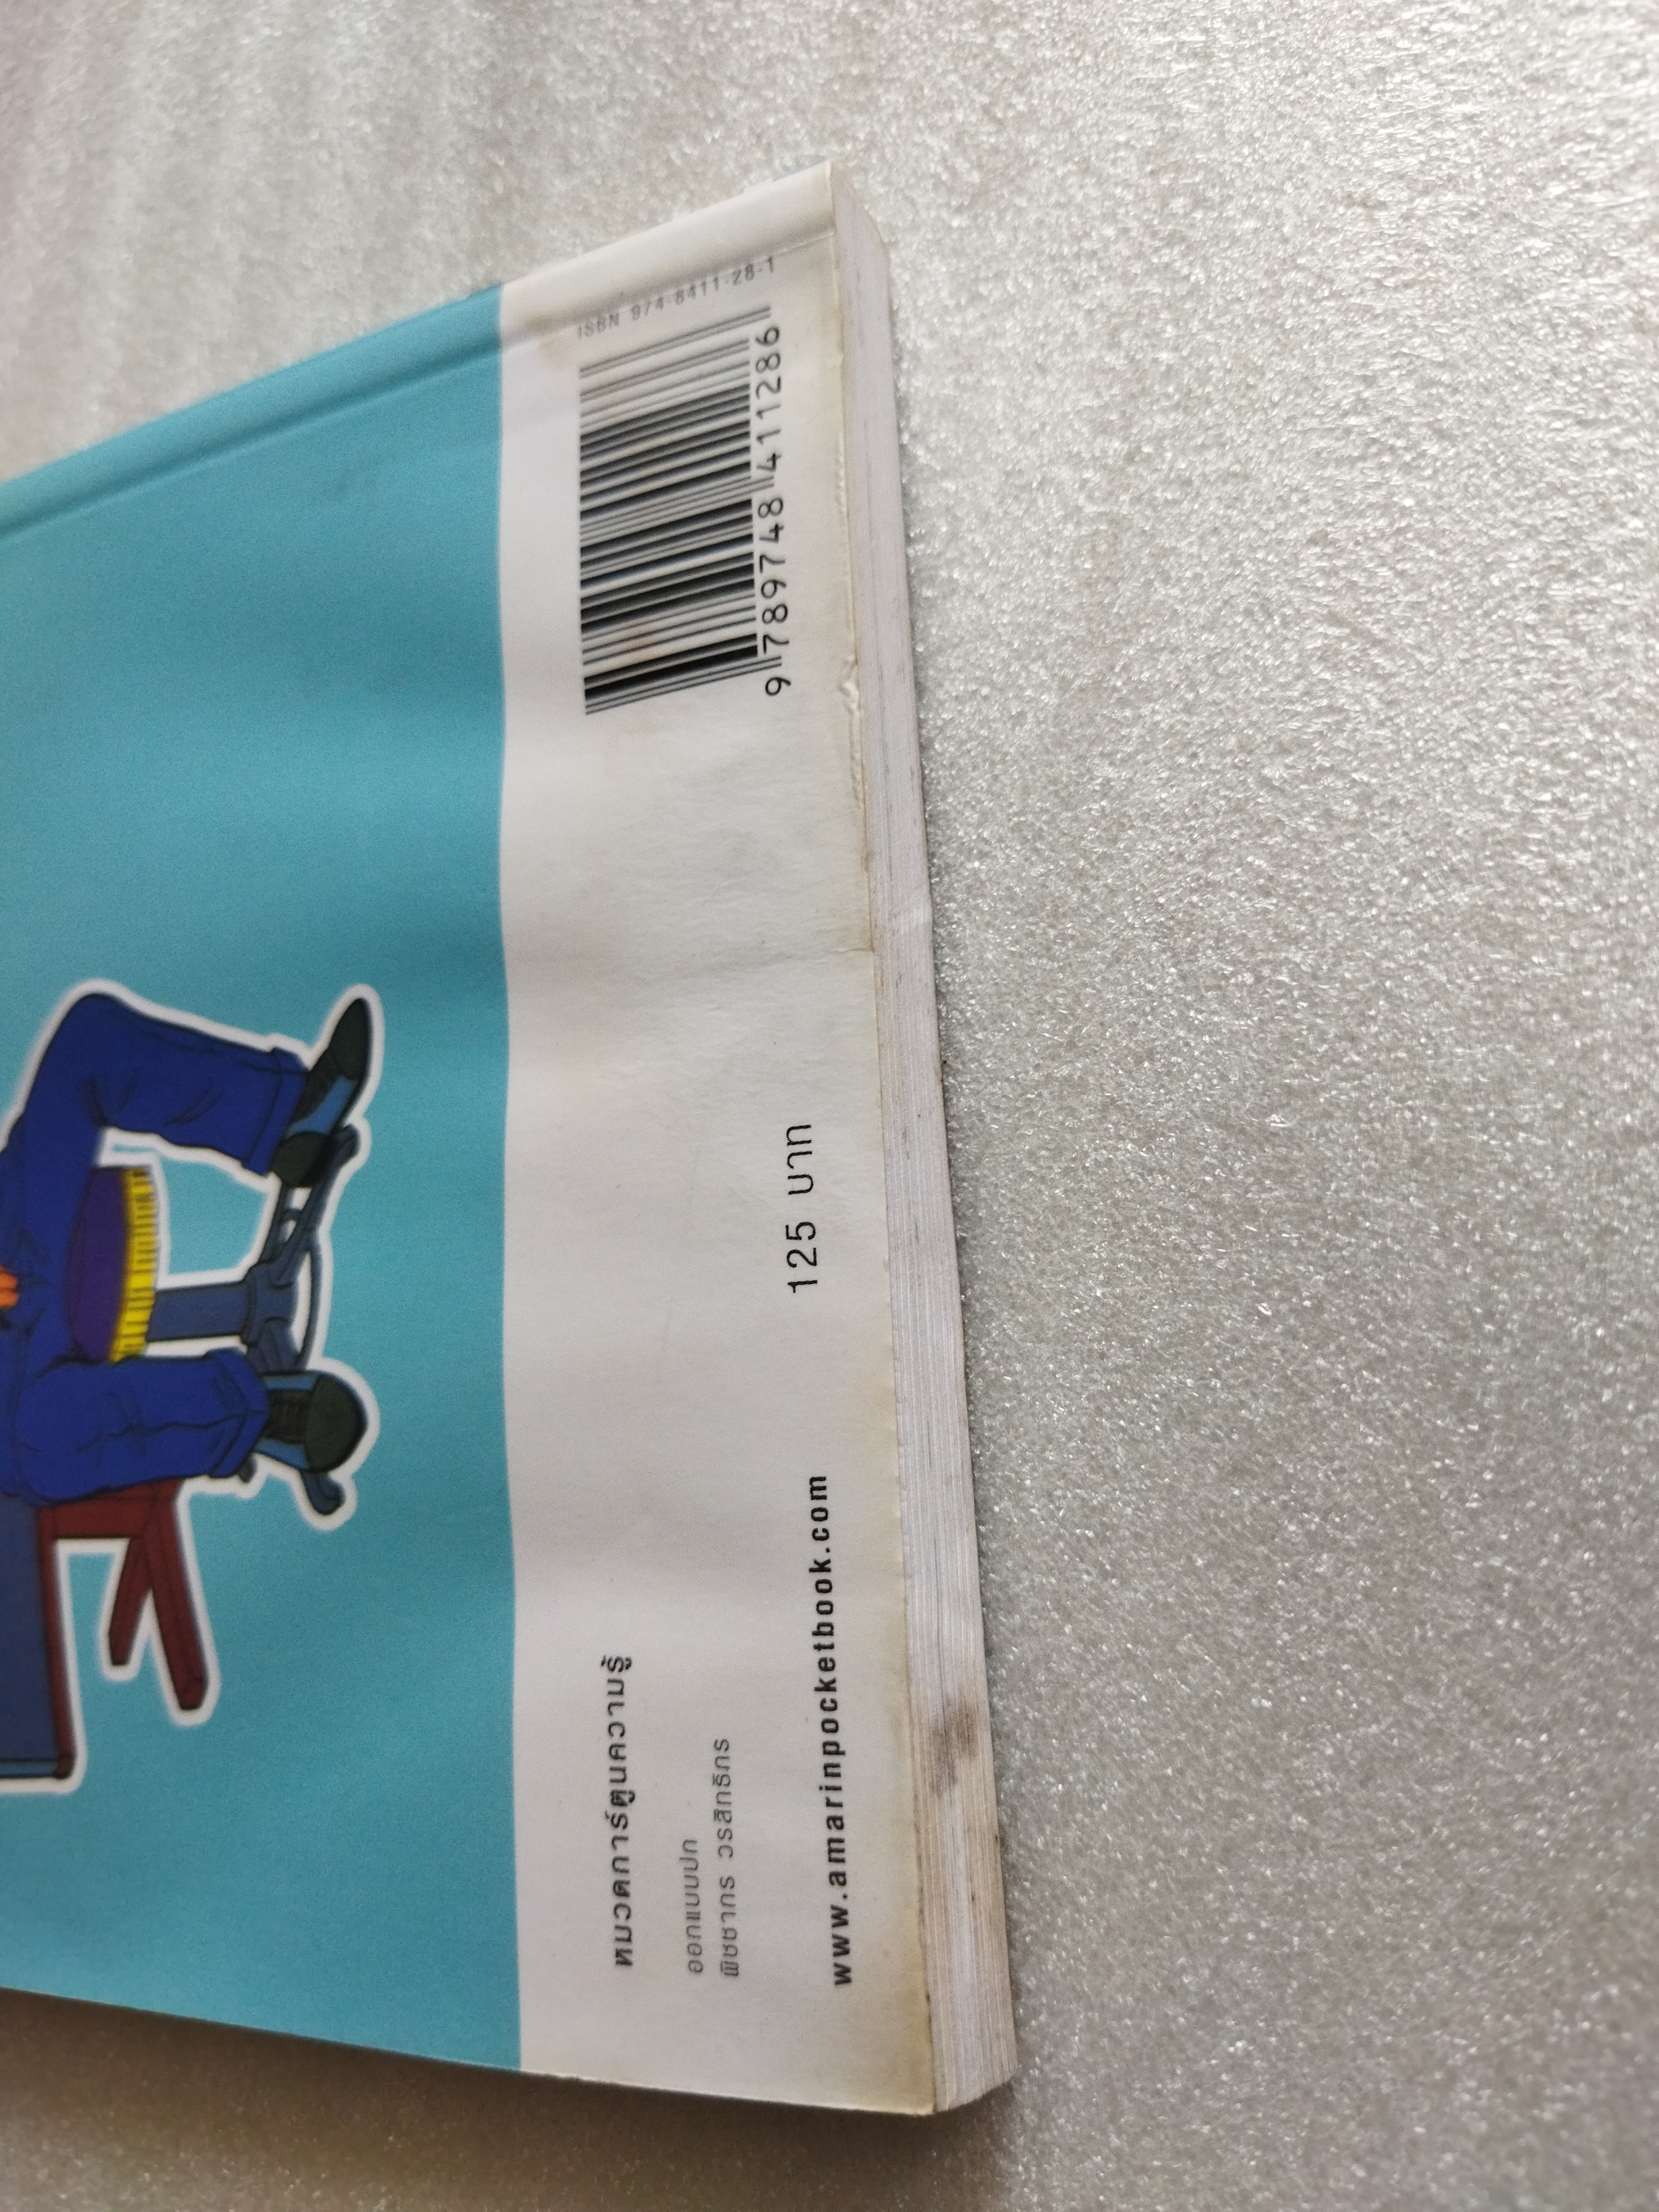 หมวดการ์ตูนความรู้
ออกแบบปก
พิชชากร วรสิทธิกร
www.amarinpocketbook.com
125 บาท
ISBN 974-8411-28-1
9 789748 411286